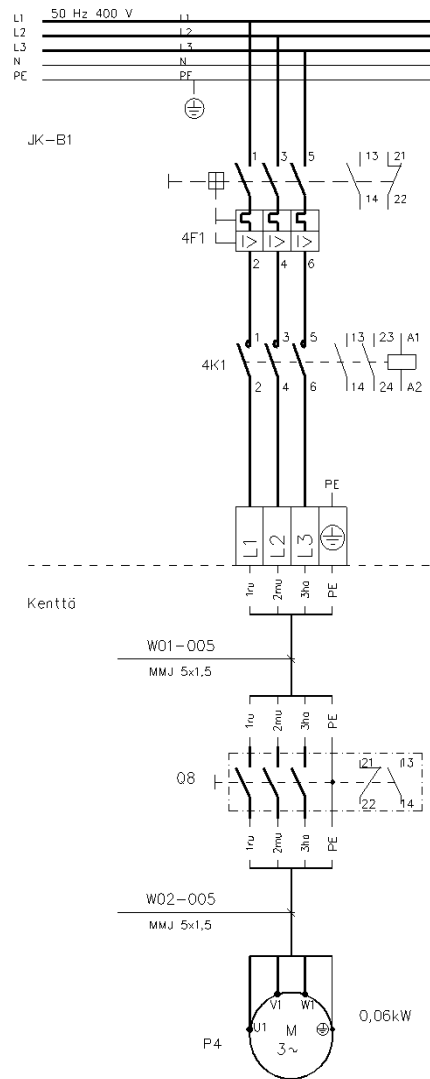 L1 50 Hz 400 V L1
L2 L2
L3 L3
N N
PE PE
JK-B1
1 3 5 13 21
14 22
4F1
I> I> I>
2 4 6
1 3 5 13 23 A1
4K1
2 4 6 14 24 A2
PE
L1 L2 L3
1ru 2mu 3ha PE
Kenttä
W01-005
MMJ 5x1,5
1ru 2mu 3ha PE
21 13
Q8
22 14
1ru 2mu 3ha PE
W02-005
MMJ 5x1,5
V1 W1
U1 M 0,06kW
P4 3~